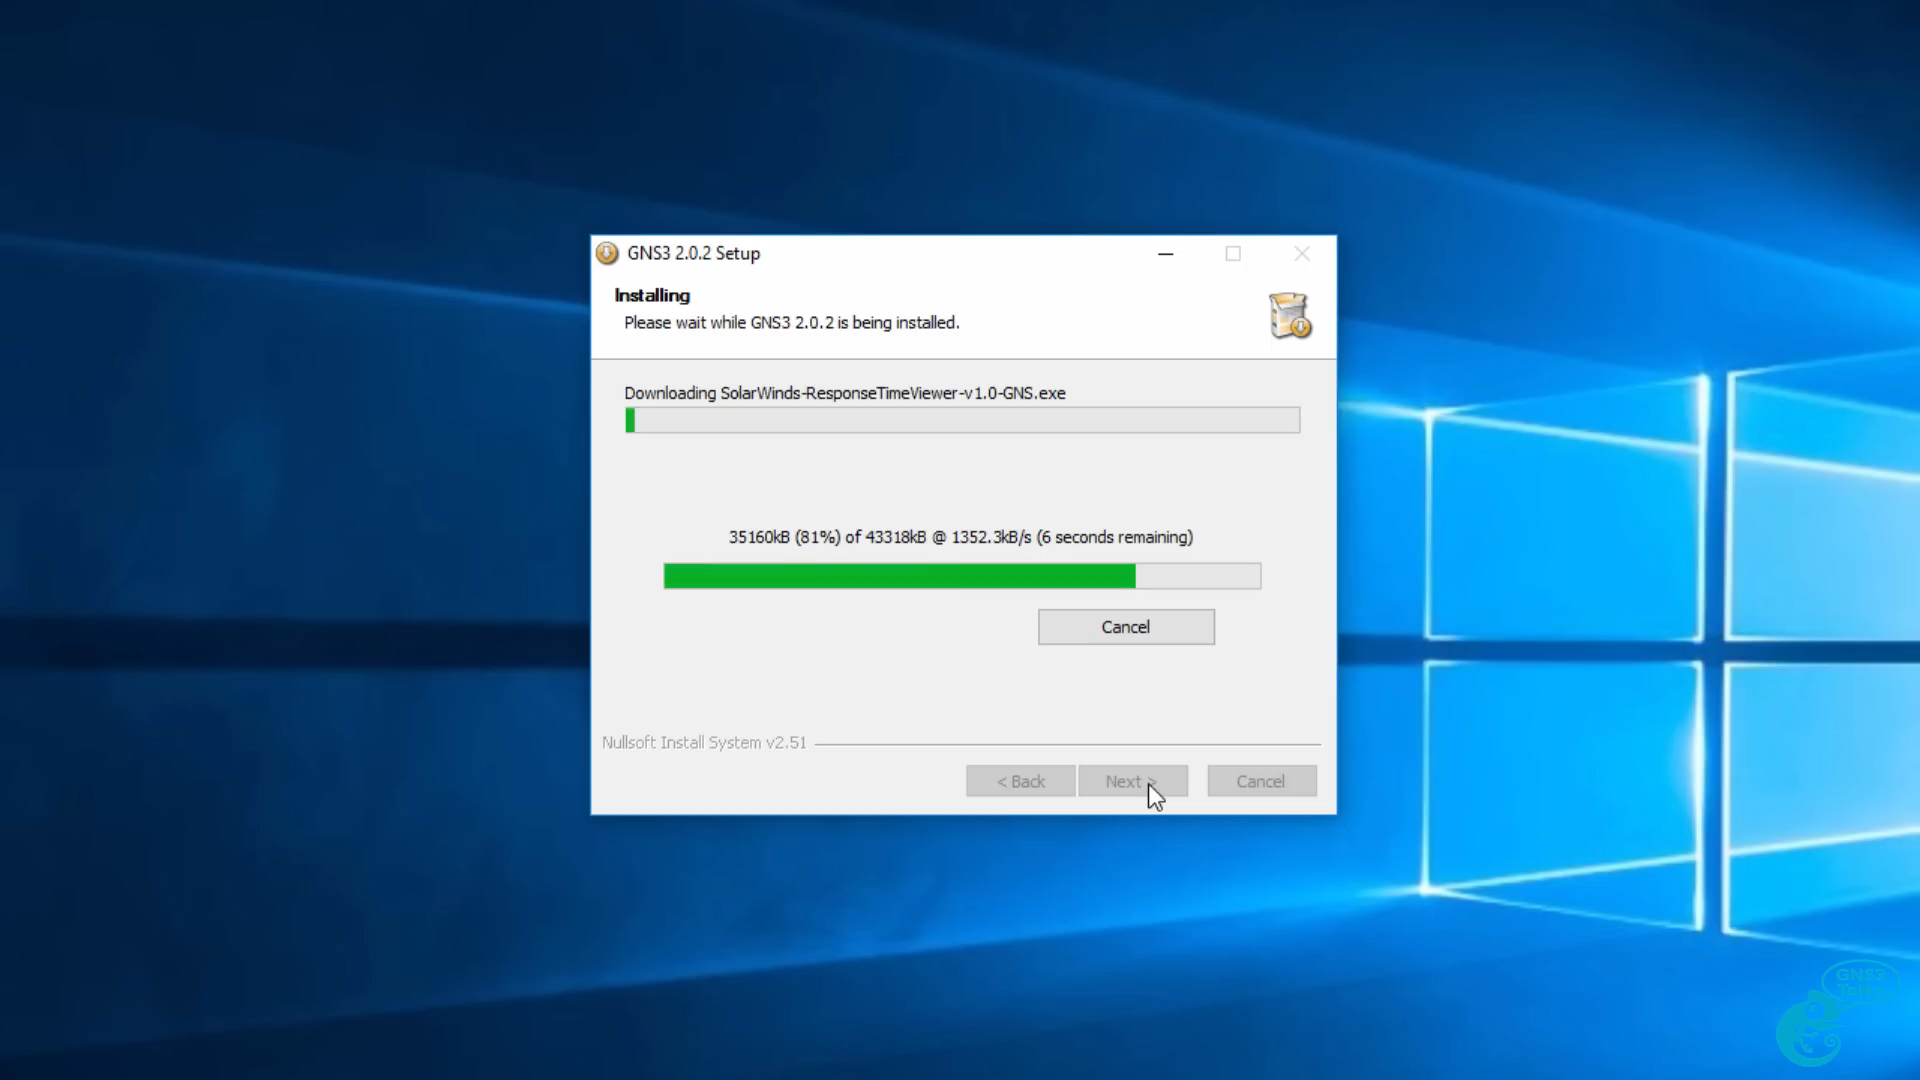 GNS3 2.0.2 Setup
Installing
Please wait while GNS3 2.0.2 is being installed.
Downloading SolarWinds-ResponseTimeViewer-v1.0-GNS.exe
35160kB (81%) of 43318kB @ 1352.3kB/s (6 seconds remaining)
Cancel
Nullsoft Install System v2.51
< Back Next > Cancel
GNS3
Talks